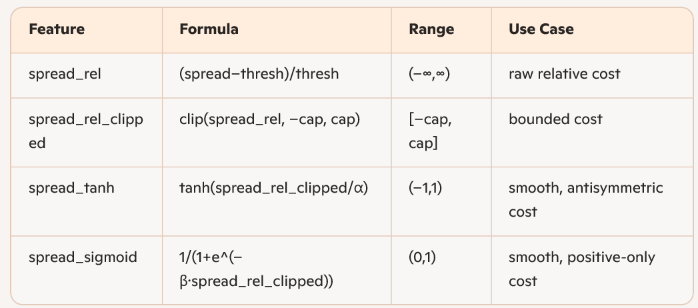 Feature Formula Range Use Case
spread_rel (spread−thresh)/thresh (−∞,∞) raw relative cost
spread_rel_clipp clip(spread_rel, −cap, cap) [−cap, bounded cost
ed cap]
spread_tanh tanh(spread_rel_clipped/α) (−1,1) smooth, antisymmetric
cost
spread_sigmoid 1/(1+e^(− (0,1) smooth, positive-only
β·spread_rel_clipped)) cost